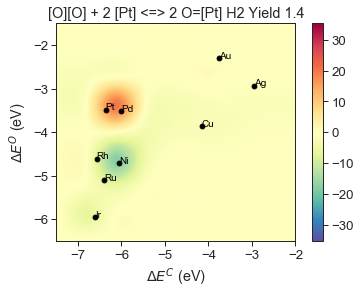 [O][O] + 2 [Pt] <=> 2 O=[Pt] H2 Yield 1.4
−2
−3
−4
−5
−6
ΔE^O (eV)
Au
Ag
Pt
Pd
Cu
Rh
Ni
Ru
Ir
−7
−6
−5
−4
−3
−2
ΔE^C (eV)
30
20
10
0
−10
−20
−30